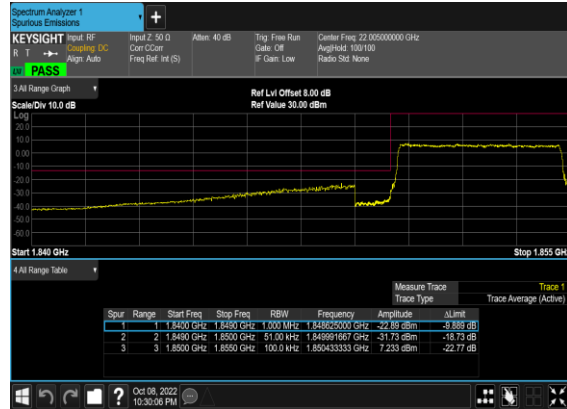 Spectrum Analyzer 1
Spurious Emissions
+
KEYSIGHT Input: RF Input Z: 50 Ω Atten: 40 dB Trig: Free Run Center Freq: 22.005000000 GHz
R T Coupling: DC Corr CCorr Gate: Off Avg|Hold: 100/100
Align: Auto Freq Ref: Int (S) IF Gain: Low Radio Std: None
PASS
3 All Range Graph
Ref Lvl Offset 8.00 dB
Scale/Div 10.0 dB Ref Value 30.00 dBm
Log
20.0
10.0
0.00
-10.0
-20.0
-30.0
-40.0
-50.0
-60.0
Start 1.840 GHz Stop 1.855 GH
4 All Range Table
Measure Trace Trace 1
Trace Type Trace Average (Active)
Spur Range Start Freq Stop Freq RBW Frequency Amplitude ΔLimit
1 1 1.8400 GHz 1.8490 GHz 1.000 MHz 1.848625000 GHz -22.89 dBm -9.889 dB
2 2 1.8490 GHz 1.8500 GHz 51.00 kHz 1.849991667 GHz -31.73 dBm -18.73 dB
3 3 1.8500 GHz 1.8550 GHz 100.0 kHz 1.850433333 GHz 7.233 dBm -22.77 dB
? Oct 08, 2022
10:30:06 PM